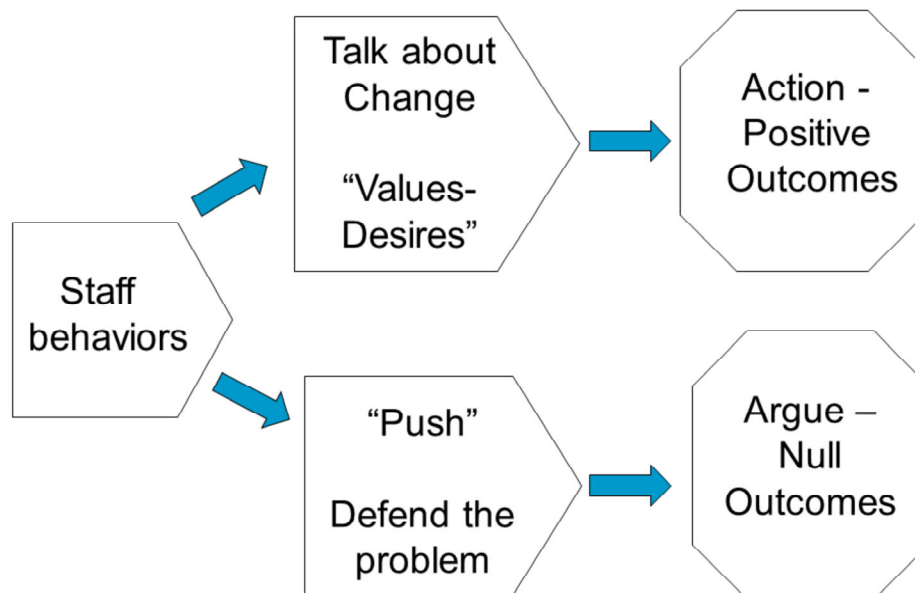 Staff
behaviors
Talk about
Change
“Values-
Desires”
Action -
Positive
Outcomes
“Push”
Defend the
problem
Argue –
Null
Outcomes